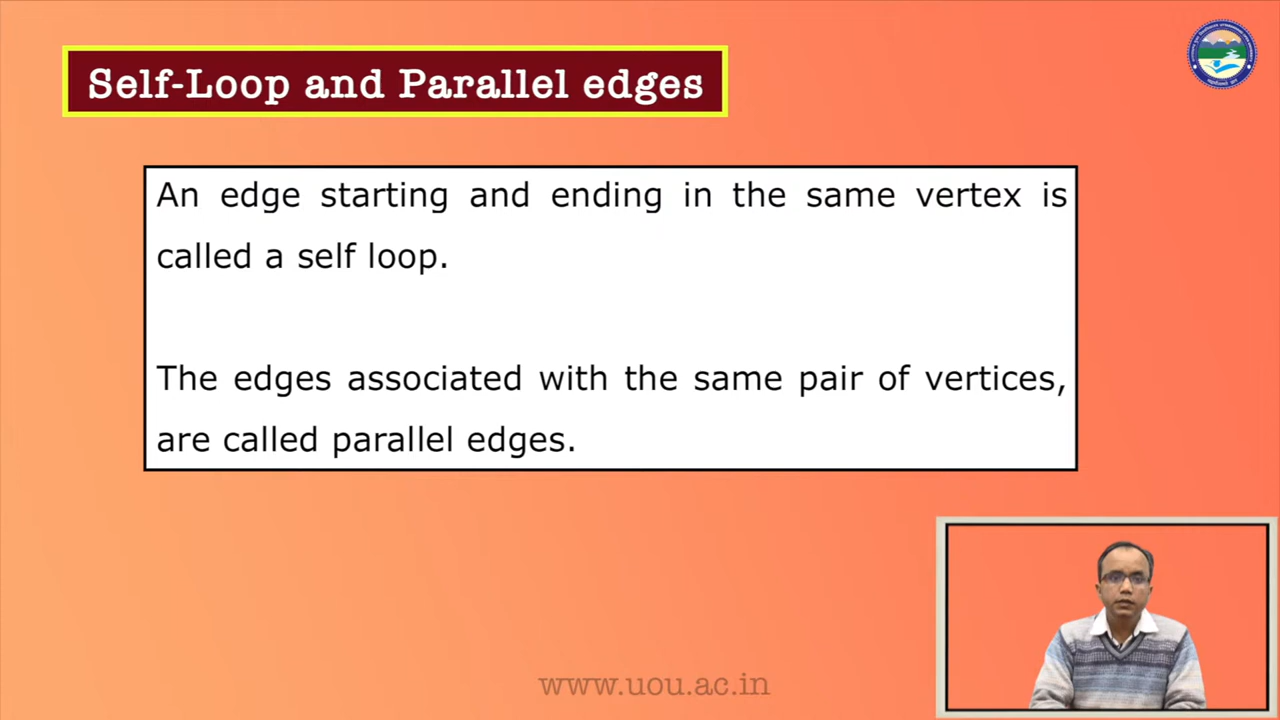 Self-Loop and Parallel edges
An edge starting and ending in the same vertex is
called a self loop.
The edges associated with the same pair of vertices,
are called parallel edges.
www.uou.ac.in